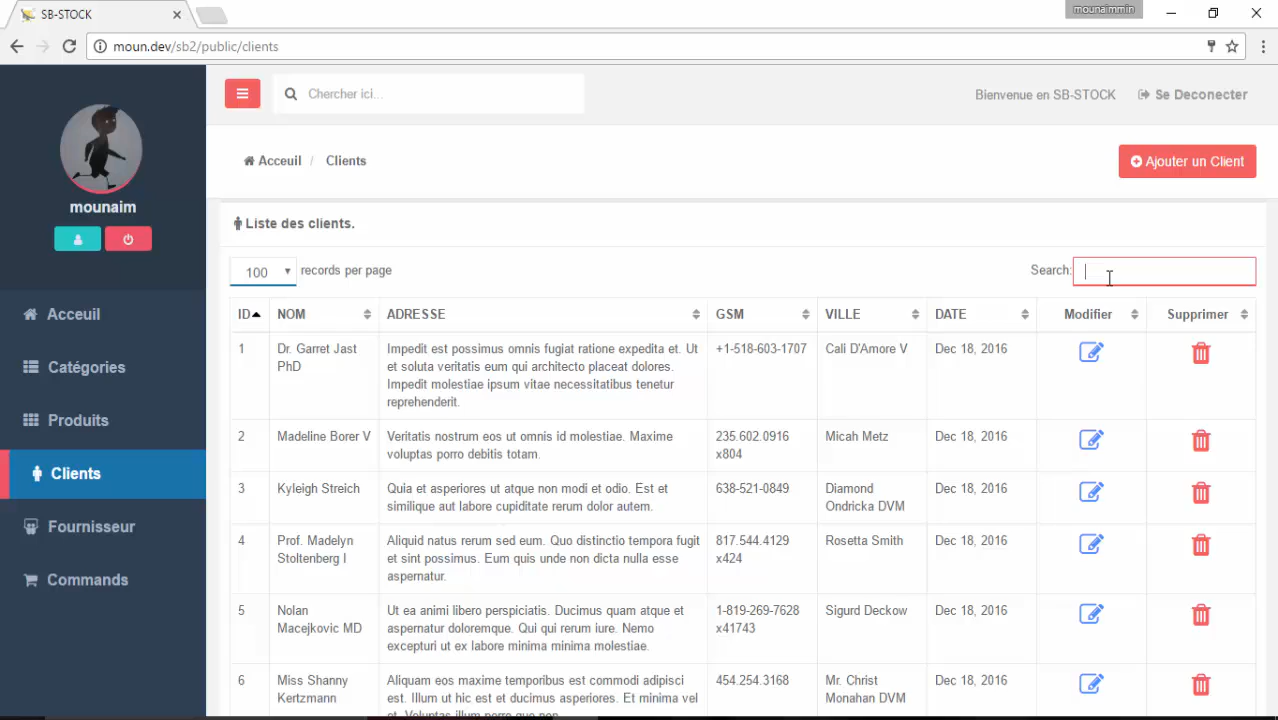 SB-STOCK
mounaimmin
moun.dev/sb2/public/clients
Chercher ici...
Bienvenue en SB-STOCK
Se Deconecter
mounaim
Acceuil / Clients
Ajouter un Client
Liste des clients.
100 records per page
Search:
Acceuil
Catégories
Produits
Clients
Fournisseur
Commands
ID NOM ADRESSE GSM VILLE DATE Modifier Supprimer
1 Dr. Garret Jast Impedit est possimus omnis fugiat ratione expedita et. Ut +1-518-603-1707 Cali D'Amore V Dec 18, 2016
PhD et soluta veritatis eum qui architecto placeat dolores.
Impedit molestiae ipsum vitae necessitatibus tenetur
reprehenderit.
2 Madeline Borer V Veritatis nostrum eos ut omnis id molestiae. Maxime 235.602.0916 Micah Metz Dec 18, 2016
voluptas porro debitis totam. x804
3 Kyleigh Streich Quia et asperiores ut atque non modi et odio. Est et 638-521-0849 Diamond Dec 18, 2016
similique aut labore cupiditate rerum dolor autem. Ondricka DVM
4 Prof. Madelyn Aliquid natus rerum sed eum. Quo distinctio tempora fugit 817.544.4129 Rosetta Smith Dec 18, 2016
Stoltenberg I et sint possimus. Eum quis unde non dicta nulla esse x424
aspernatur.
5 Nolan Ut ea animi libero perspiciatis. Ducimus quam atque et 1-819-269-7628 Sigurd Deckow Dec 18, 2016
Macejkovic MD aspernatur doloremque. Qui qui rerum iure. Nemo x41743
excepturi ut ex labore minima minima molestiae.
6 Miss Shanny Aliquam eos maxime temporibus est commodi adipisci 454.254.3168 Mr. Christ Dec 18, 2016
Kertzmann est. Illum ut hic est et ducimus asperiores. Et minima vel Monahan DVM
et. Voluptas illum porro quo non